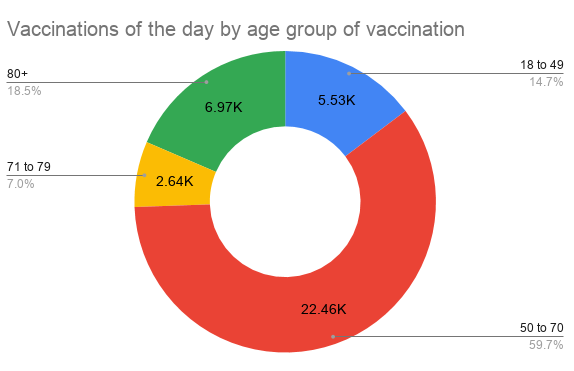 Vaccinations of the day by age group of vaccination
80+
18.5%
18 to 49
14.7%
6.97K
5.53K
71 to 79
7.0%
2.64K
22.46K
50 to 70
59.7%